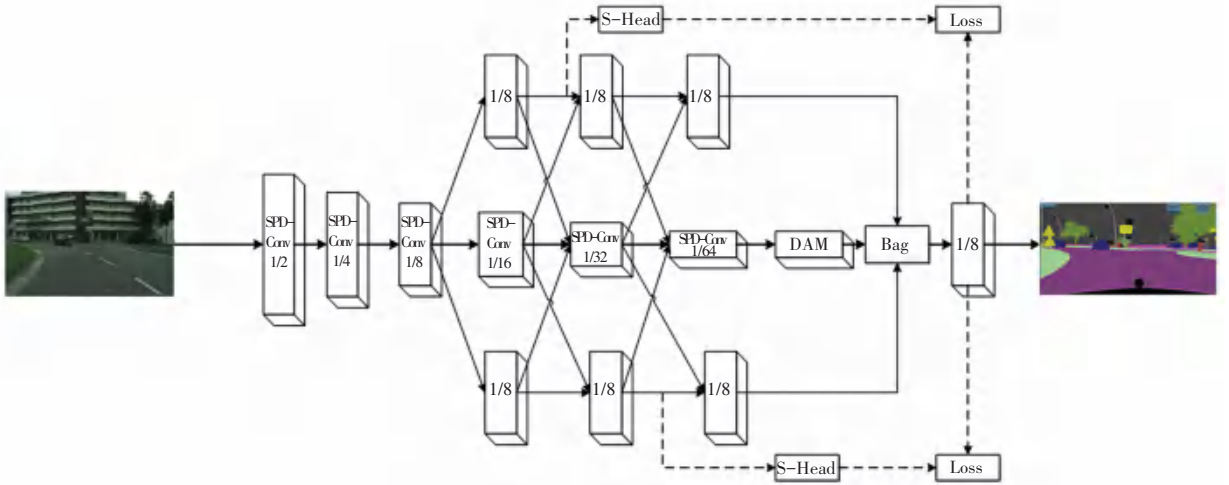 S-Head
Loss
1/8
1/8
1/8
SPD-
Conv
1/2
SPD-
Conv
1/4
SPD-
Conv
1/8
SPD-
Conv
1/16
SPD-Conv
1/32
SPD-Conv
1/64
DAM
Bag
1/8
1/8
1/8
1/8
S-Head
Loss